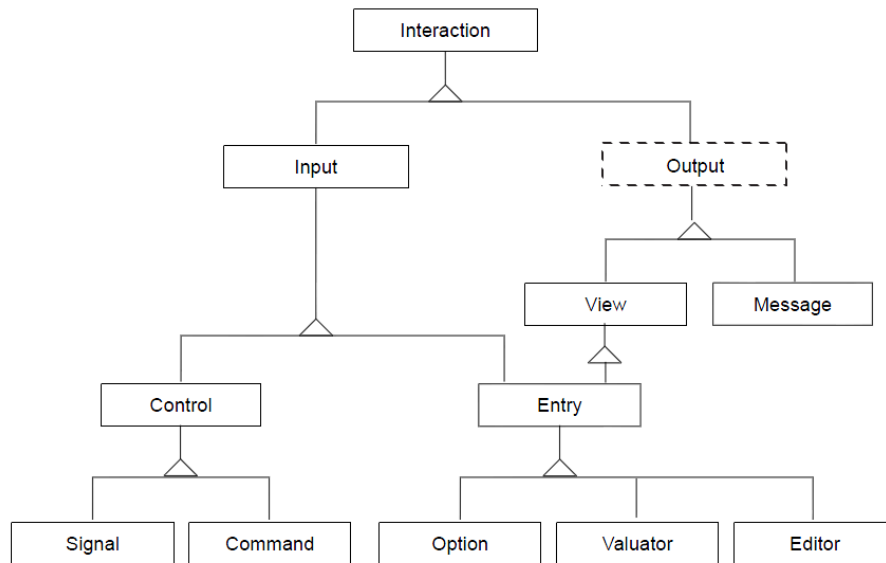 Interaction
Input
Output
View
Message
Control
Entry
Signal
Command
Option
Valuator
Editor